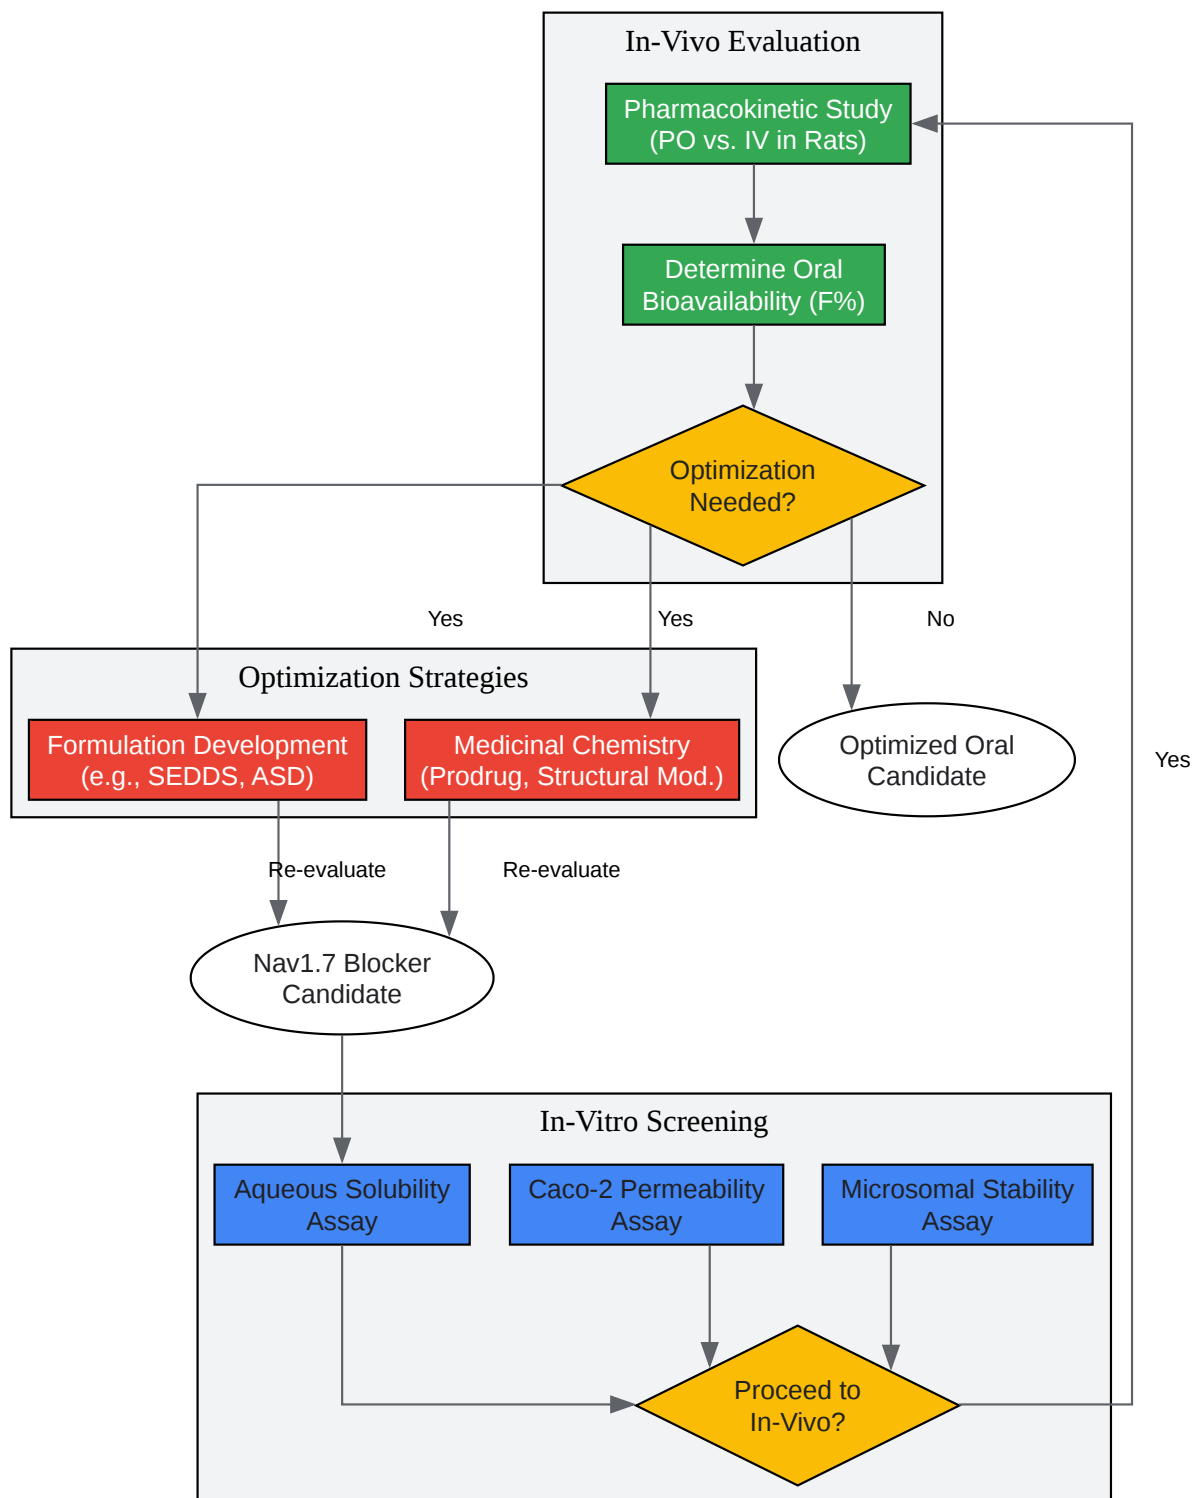 In-Vivo Evaluation
Pharmacokinetic Study
(PO vs. IV in Rats)
Determine Oral
Bioavailability (F%)
Optimization
Needed?
Yes
Yes
No
Optimization Strategies
Formulation Development
(e.g., SEDDS, ASD)
Medicinal Chemistry
(Prodrug, Structural Mod.)
Optimized Oral
Candidate
Yes
Re-evaluate
Re-evaluate
Nav1.7 Blocker
Candidate
In-Vitro Screening
Aqueous Solubility
Assay
Caco-2 Permeability
Assay
Microsomal Stability
Assay
Proceed to
In-Vivo?